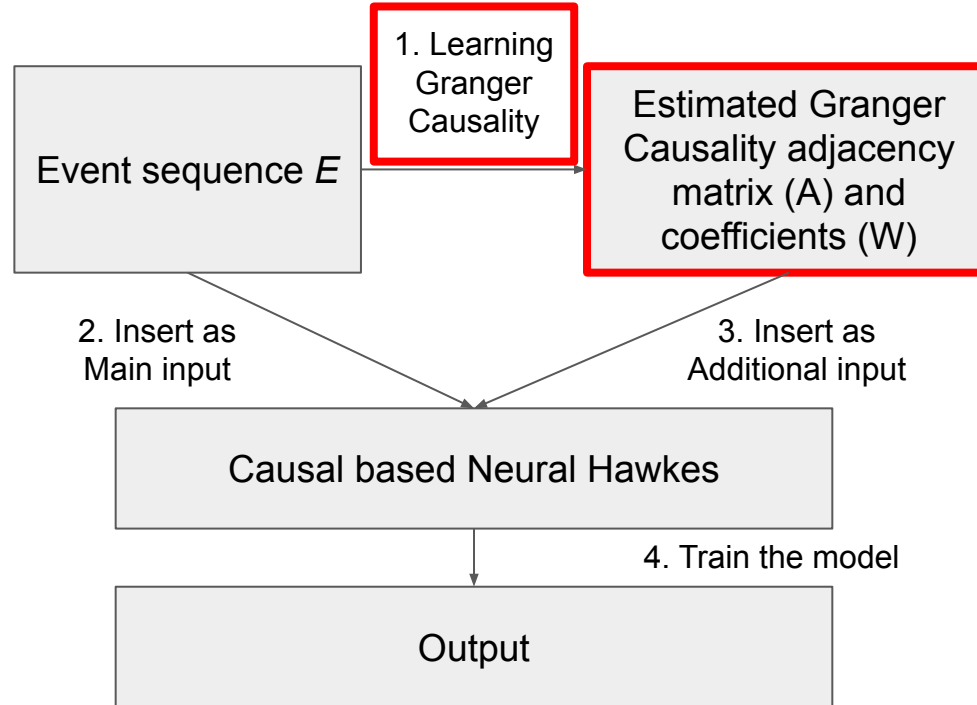 1. Learning
Granger
Causality
Event sequence E
Estimated Granger
Causality adjacency
matrix (A) and
coefficients (W)
2. Insert as
Main input
3. Insert as
Additional input
Causal based Neural Hawkes
4. Train the model
Output